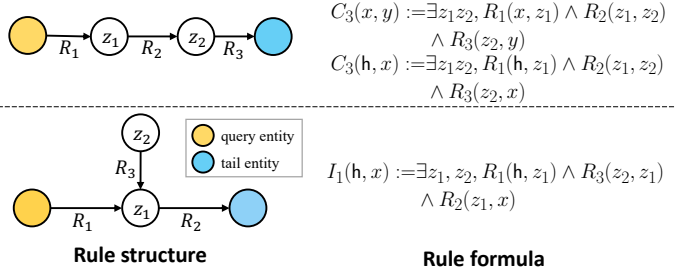 R₁ z₁ R₂ z₂ R₃
C₃(x, y) :=∃z₁z₂, R₁(x, z₁) ∧ R₂(z₁, z₂)
∧ R₃(z₂, y)
C₃(h, x) :=∃z₁z₂, R₁(h, z₁) ∧ R₂(z₁, z₂)
∧ R₃(z₂, x)
z₂
query entity
tail entity
R₃
R₁ z₁ R₂
I₁(h, x) :=∃z₁, z₂, R₁(h, z₁) ∧ R₃(z₂, z₁)
∧ R₂(z₁, x)
Rule structure
Rule formula